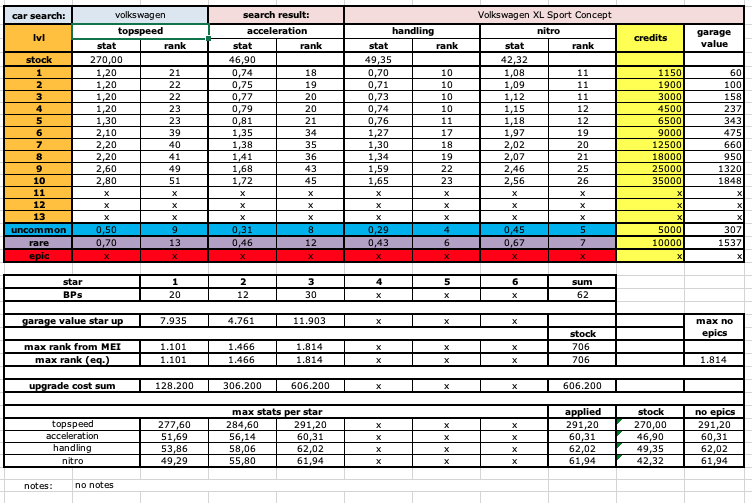 car search: volkswagen search result: Volkswagen XL Sport Concept
lvl topspeed acceleration handling nitro credits garage value
stat rank stat rank stat rank stat rank
stock 270,00 46,90 49,35 42,32
1 1,20 21 0,74 18 0,70 10 1,08 11 1150 60
2 1,20 22 0,75 19 0,71 10 1,09 11 1900 100
3 1,20 22 0,77 20 0,73 10 1,12 11 3000 158
4 1,20 23 0,79 20 0,74 10 1,15 12 4500 237
5 1,30 23 0,81 21 0,76 11 1,18 12 6500 343
6 2,10 39 1,35 34 1,27 17 1,97 19 9000 475
7 2,20 40 1,38 35 1,30 18 2,02 20 12500 660
8 2,20 41 1,41 36 1,34 19 2,07 21 18000 950
9 2,60 49 1,68 43 1,59 22 2,46 25 25000 1320
10 2,80 51 1,72 45 1,65 23 2,56 26 35000 1848
11 x x x x x x x x x x
12 x x x x x x x x x x
13 x x x x x x x x x x
uncommon 0,50 9 0,31 8 0,29 4 0,45 5 5000 307
rare 0,70 13 0,46 12 0,43 6 0,67 7 10000 1537
epic x x x x x x x x x x
star 1 2 3 4 5 6 sum
BPs 20 12 30 x x x 62
garage value star up 7.935 4.761 11.903 x x x max no epics
stock
max rank from MEI 1.101 1.466 1.814 x x x 706
max rank (eq.) 1.101 1.466 1.814 x x x 706 1.814
upgrade cost sum 128.200 306.200 606.200 x x x 606.200
max stats per star applied stock no epics
topspeed 277,60 284,60 291,20 x x x 291,20 270,00 291,20
acceleration 51,69 56,14 60,31 x x x 60,31 46,90 60,31
handling 53,86 58,06 62,02 x x x 62,02 49,35 62,02
nitro 49,29 55,80 61,94 x x x 61,94 42,32 61,94
notes: no notes